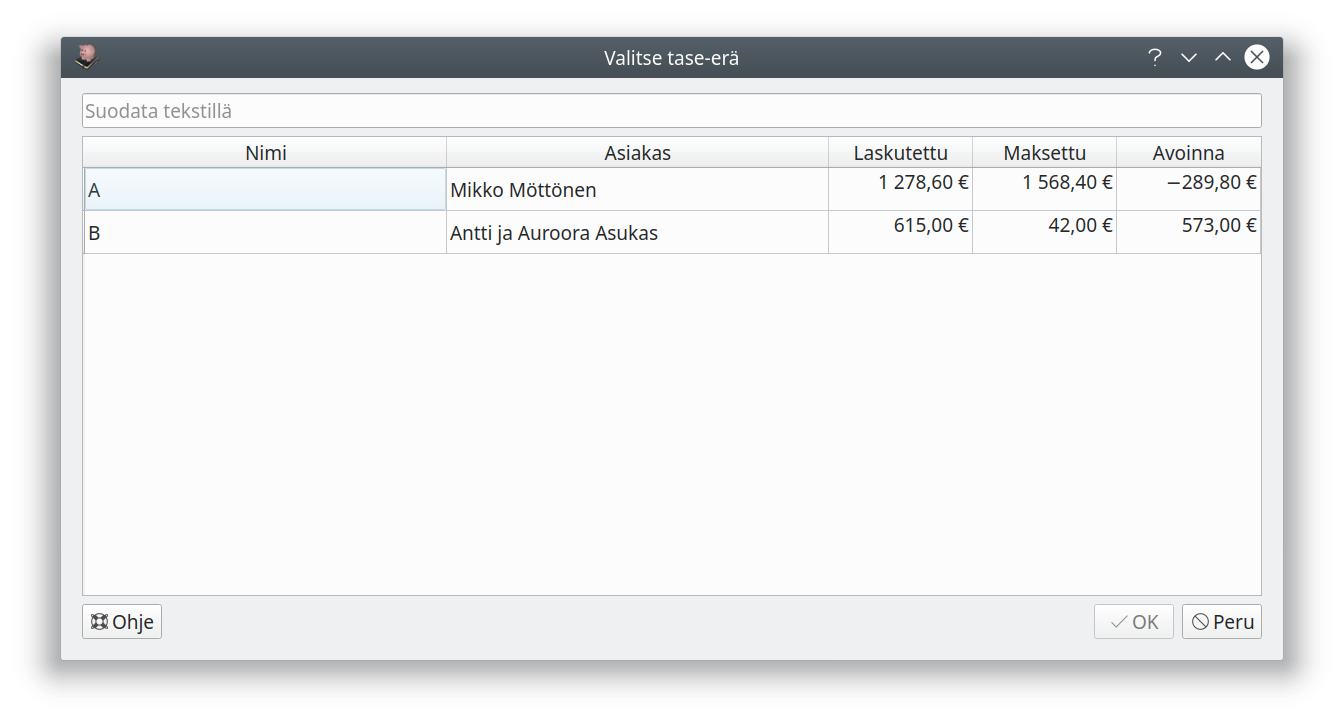 Valitse tase-erä
Suodata tekstillä
Nimi Asiakas Laskutettu Maksettu Avoinna
A Mikko Möttönen 1 278,60 € 1 568,40 € −289,80 €
B Antti ja Auroora Asukas 615,00 € 42,00 € 573,00 €
Ohje OK Peru